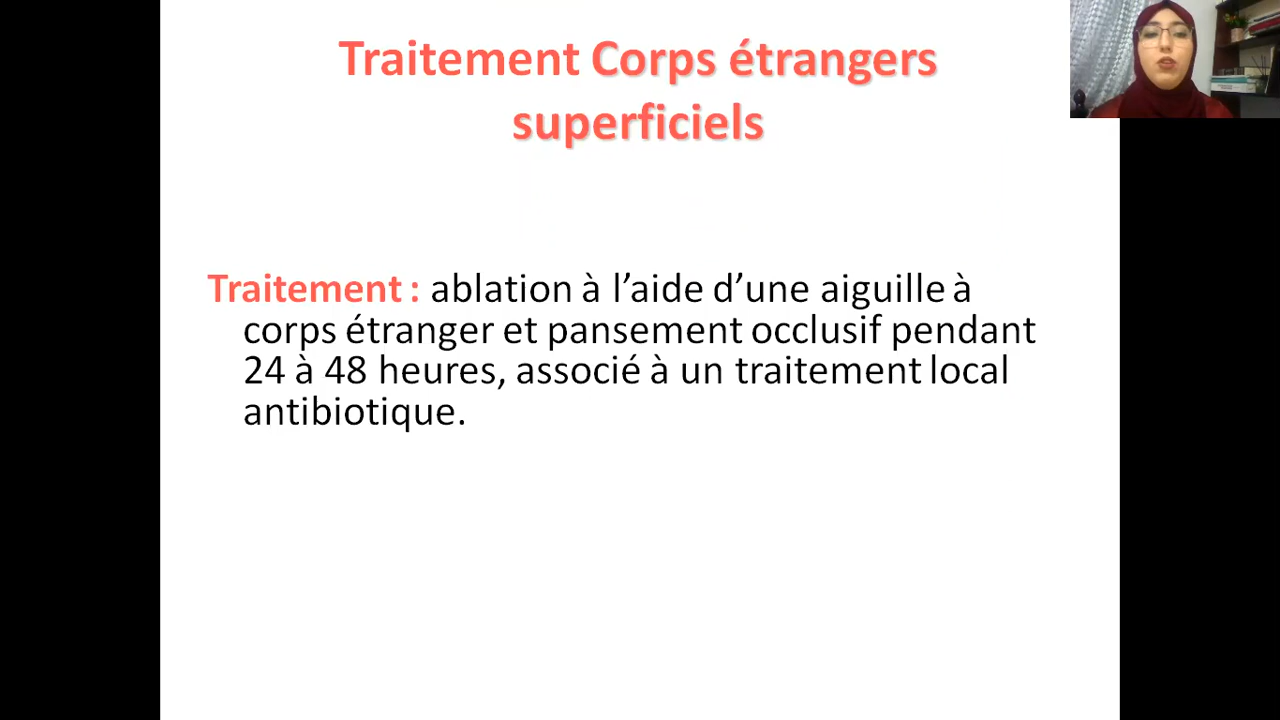 Traitement Corps étrangers
superficiels
Traitement : ablation à l’aide d’une aiguille à
corps étranger et pansement occlusif pendant
24 à 48 heures, associé à un traitement local
antibiotique.